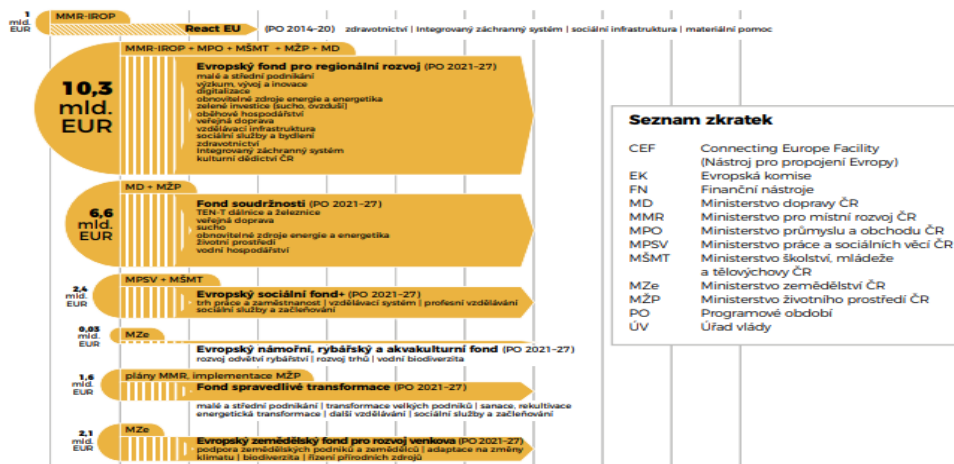 1
mld.
EUR
MMR-IROP
React EU (PO 2014–20) zdravotnictví | Integrovaný záchranný systém | sociální infrastruktura | materiální pomoc
MMR-IROP + MPO + MŠMT + MŽP + MD
10,3
mld.
EUR
Evropský fond pro regionální rozvoj (PO 2021–27)
malé a střední podnikání
výzkum, vývoj a inovace
digitalizace
obnovitelné zdroje energie a energetika
zelené investice (sucho, ovzduší)
oběhové hospodářství
veřejná doprava
vzdělávací infrastruktura
sociální služby a bydlení
zdravotnictví
Integrovaný záchranný systém
kulturní dědictví ČR
MD + MŽP
6,6
mld.
EUR
Fond soudržnosti (PO 2021–27)
TEN-T dálnice a železnice
veřejná doprava
sucho
obnovitelné zdroje energie a energetika
životní prostředí
vodní hospodářství
MPSV + MŠMT
2,4
mld.
EUR
Evropský sociální fond+ (PO 2021–27)
trh práce a zaměstnanost | vzdělávací systém | profesní vzdělávání
sociální služby a začleňování
0,03
mld.
EUR
MZe
Evropský námořní, rybářský a akvakulturní fond (PO 2021–27)
rozvoj odvětví rybářství | rozvoj trhů | vodní biodiverzita
plány MMR, implementace MŽP
1,6
mld.
EUR
Fond spravedlivé transformace (PO 2021–27)
malé a střední podnikání | transformace velkých podniků | sanace, rekultivace
energetická transformace | další vzdělávání | sociální služby a začleňování
MZe
2,1
mld.
EUR
Evropský zemědělský fond pro rozvoj venkova (PO 2021–27)
podpora zemědělských podniků a zemědělců | adaptace na změny
klimatu | biodiverzita | řízení přírodních zdrojů
Seznam zkratek
CEF Connecting Europe Facility
(Nástroj pro propojení Evropy)
EK Evropská komise
FN Finanční nástroje
MD Ministerstvo dopravy ČR
MMR Ministerstvo pro místní rozvoj ČR
MPO Ministerstvo průmyslu a obchodu ČR
MPSV Ministerstvo práce a sociálních věcí ČR
MŠMT Ministerstvo školství, mládeže
a tělovýchovy ČR
MZe Ministerstvo zemědělství ČR
MŽP Ministerstvo životního prostředí ČR
PO Programové období
ÚV Úřad vlády